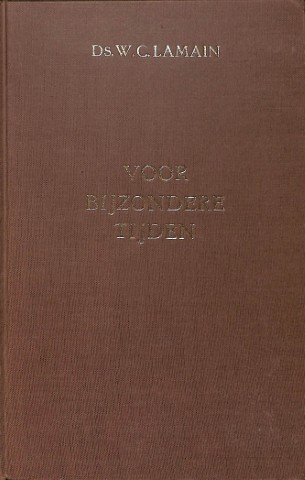 Ds. W. C. LAMAIN
VOOR
BIJZONDERE
TIJDEN